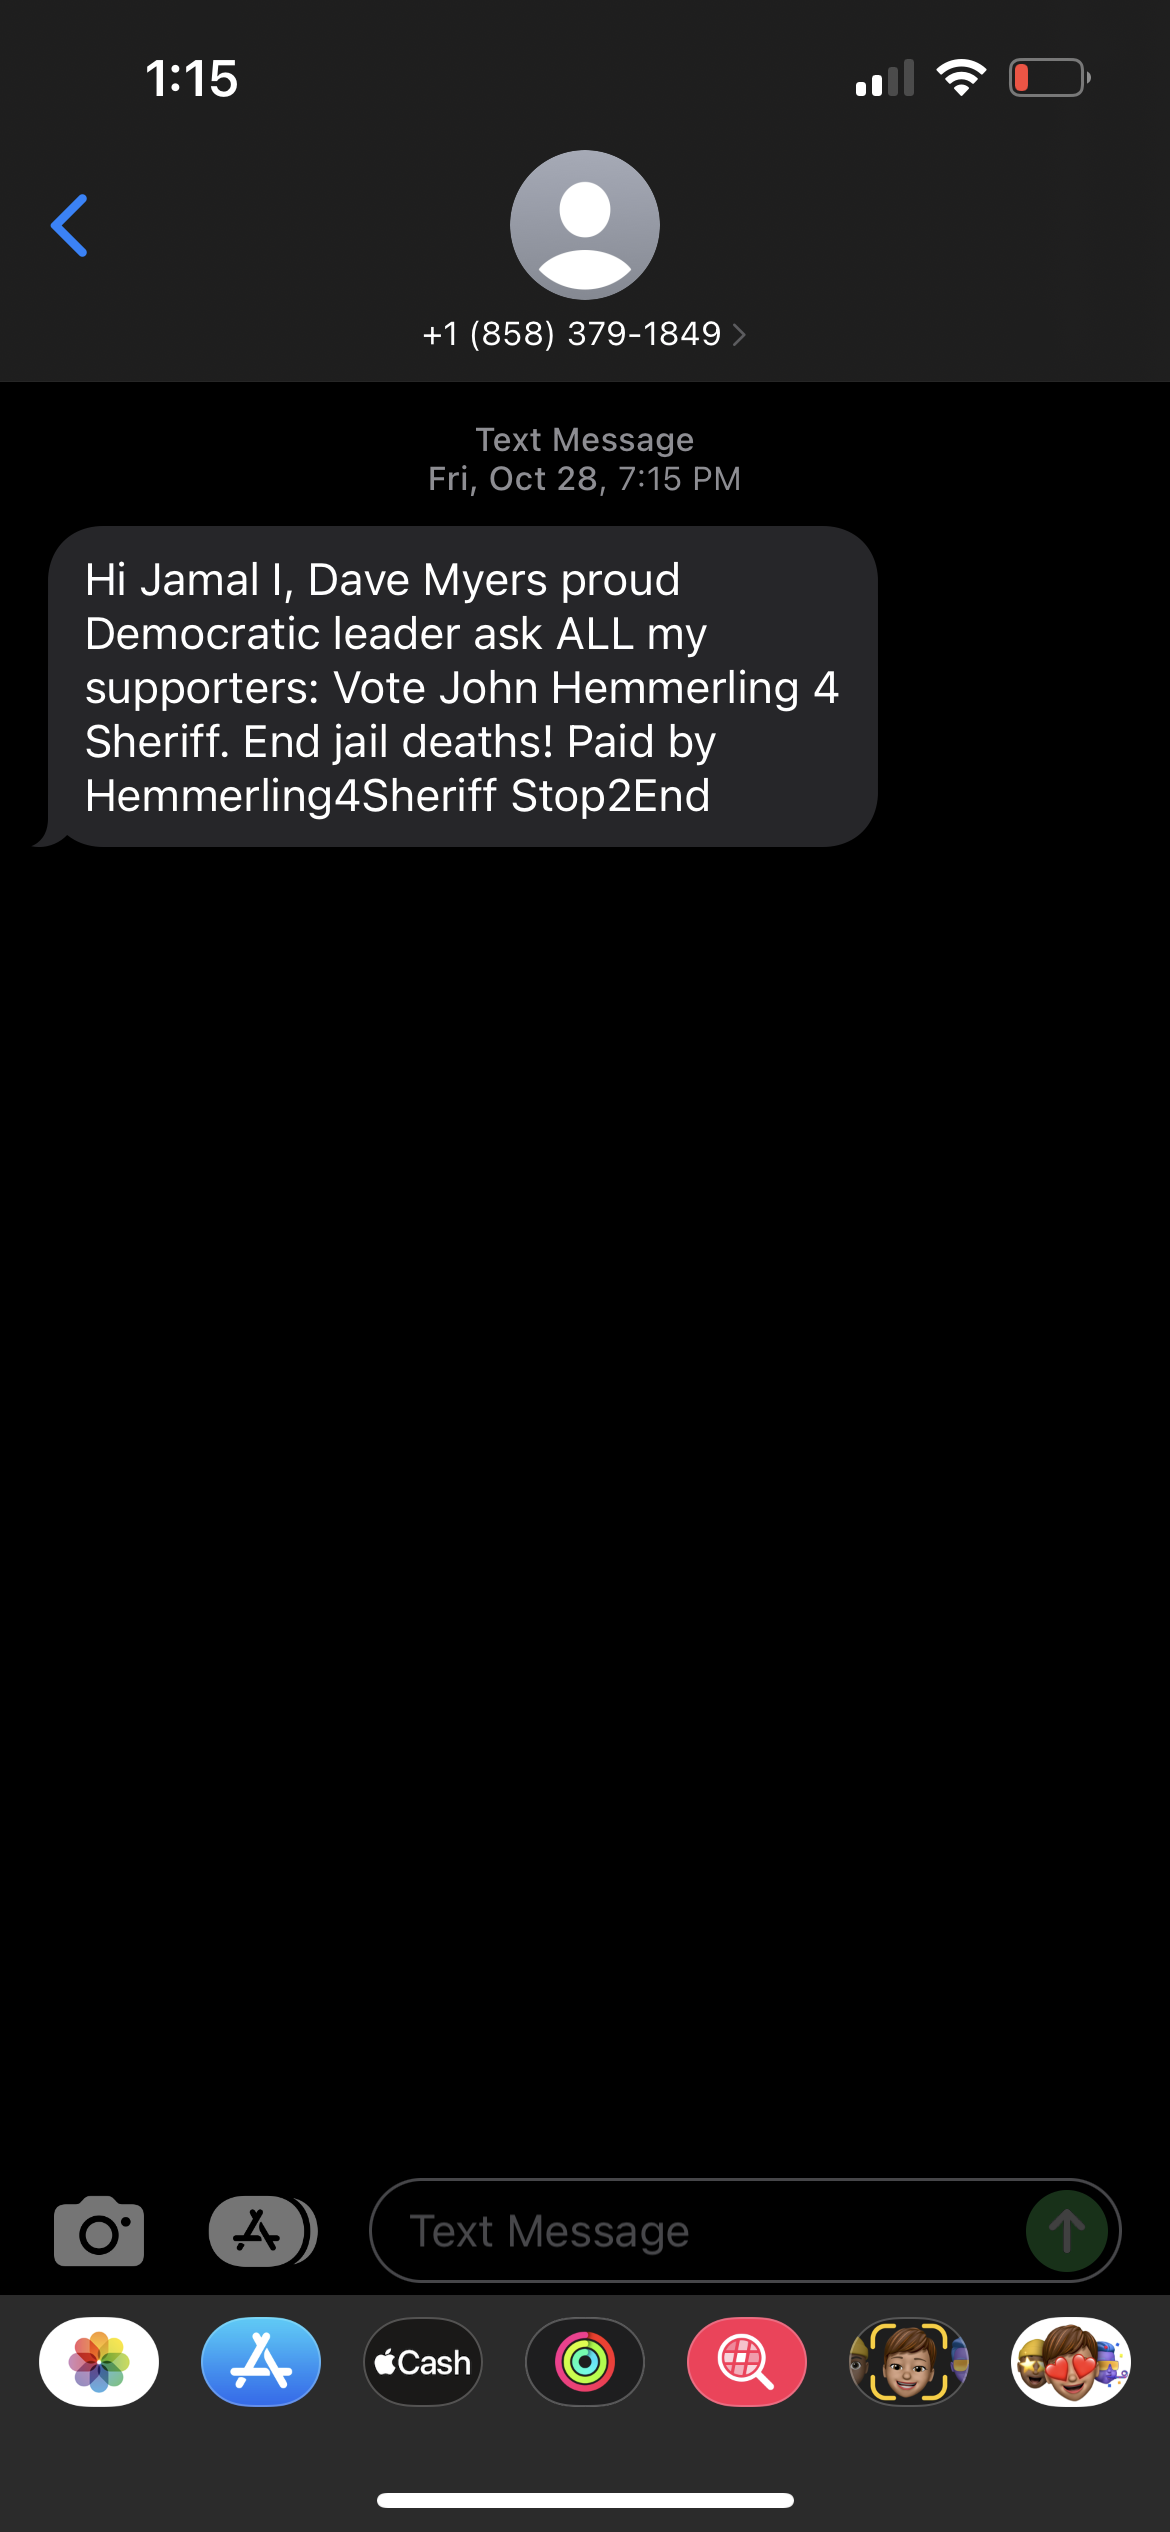 1:15
+1 (858) 379-1849
Text Message
Fri, Oct 28, 7:15 PM
Hi Jamal I, Dave Myers proud
Democratic leader ask ALL my
supporters: Vote John Hemmerling 4
Sheriff. End jail deaths! Paid by
Hemmerling4Sheriff Stop2End
Text Message
Cash